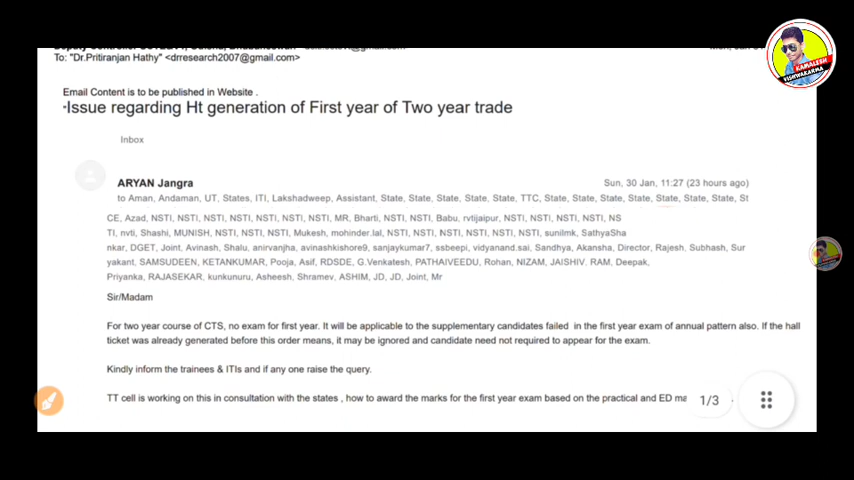 To: "Dr.Pritiranjan Hathy" <drresearch2007@gmail.com>
KAMALESH
VISHWAKARMA
Email Content is to be published in Website .
Issue regarding Ht generation of First year of Two year trade
Inbox
ARYAN Jangra
Sun, 30 Jan, 11:27 (23 hours ago)
to Aman, Andaman, UT, States, ITI, Lakshadweep, Assistant, State, State, State, State, State, TTC, State, State, State, State, State, State, State, St
CE, Azad, NSTI, NSTI, NSTI, NSTI, NSTI, NSTI, NSTI, MR, Bharti, NSTI, NSTI, Babu, rvtijaipur, NSTI, NSTI, NSTI, NSTI, NS
TI, nvti, Shashi, MUNISH, NSTI, NSTI, NSTI, Mukesh, mohinder.lal, NSTI, NSTI, NSTI, NSTI, NSTI, NSTI, sunilmk, SathyaSha
nkar, DGET, Joint, Avinash, Shalu, anirvanjha, avinashkishore9, sanjaykumar7, ssbeepi, vidyanand.sai, Sandhya, Akansha, Director, Rajesh, Subhash, Sur
yakant, SAMSUDEEN, KETANKUMAR, Pooja, Asif, RDSDE, G.Venkatesh, PATHAIVEEDU, Rohan, NIZAM, JAISHIV. RAM, Deepak,
Priyanka, RAJASEKAR, kunkunuru, Asheesh, Shramev, ASHIM, JD, JD, Joint, Mr
Sir/Madam
For two year course of CTS, no exam for first year. It will be applicable to the supplementary candidates failed in the first year exam of annual pattern also. If the hall
ticket was already generated before this order means, it may be ignored and candidate need not required to appear for the exam.
Kindly inform the trainees & ITIs and if any one raise the query.
TT cell is working on this in consultation with the states , how to award the marks for the first year exam based on the practical and ED
1/3